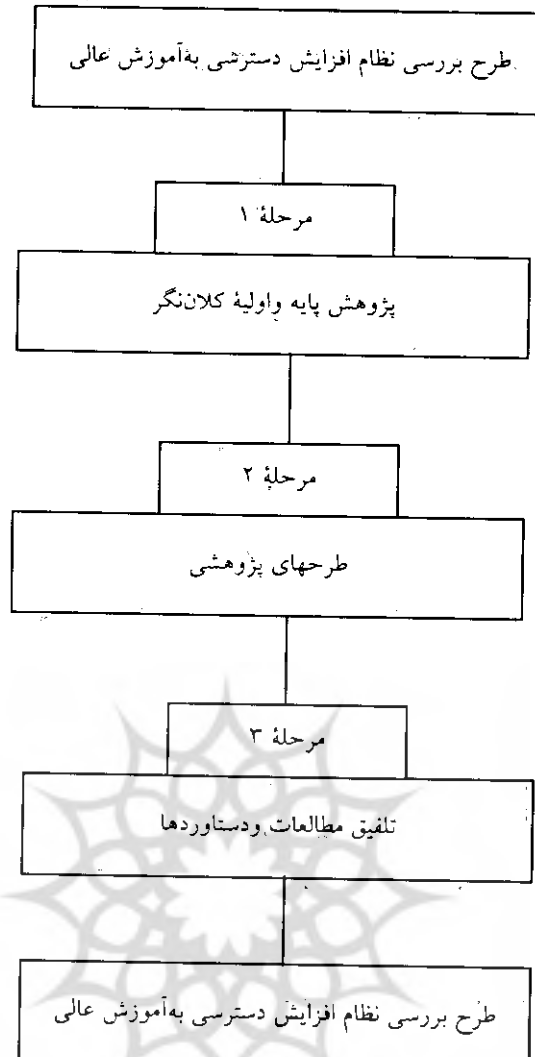 طرح بررسی نظام افزایش دسترسی به‌آموزش عالی
مرحلهٔ ۱
پژوهش پایه واولیهٔ کلان‌نگر
مرحلهٔ ۲
طرحهای پژوهشی
مرحلهٔ ۳
تلفیق مطالعات ودستاوردها
طرح بررسی نظام افزایش دسترسی به‌آموزش عالی